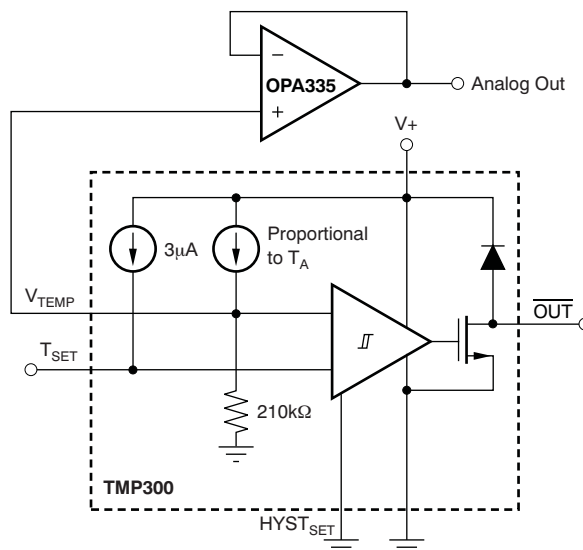 −
OPA335
+
Analog Out
V+
3μA
Proportional
to TA
VTEMP
TSET
OUT
210kΩ
TMP300
HYSTSET